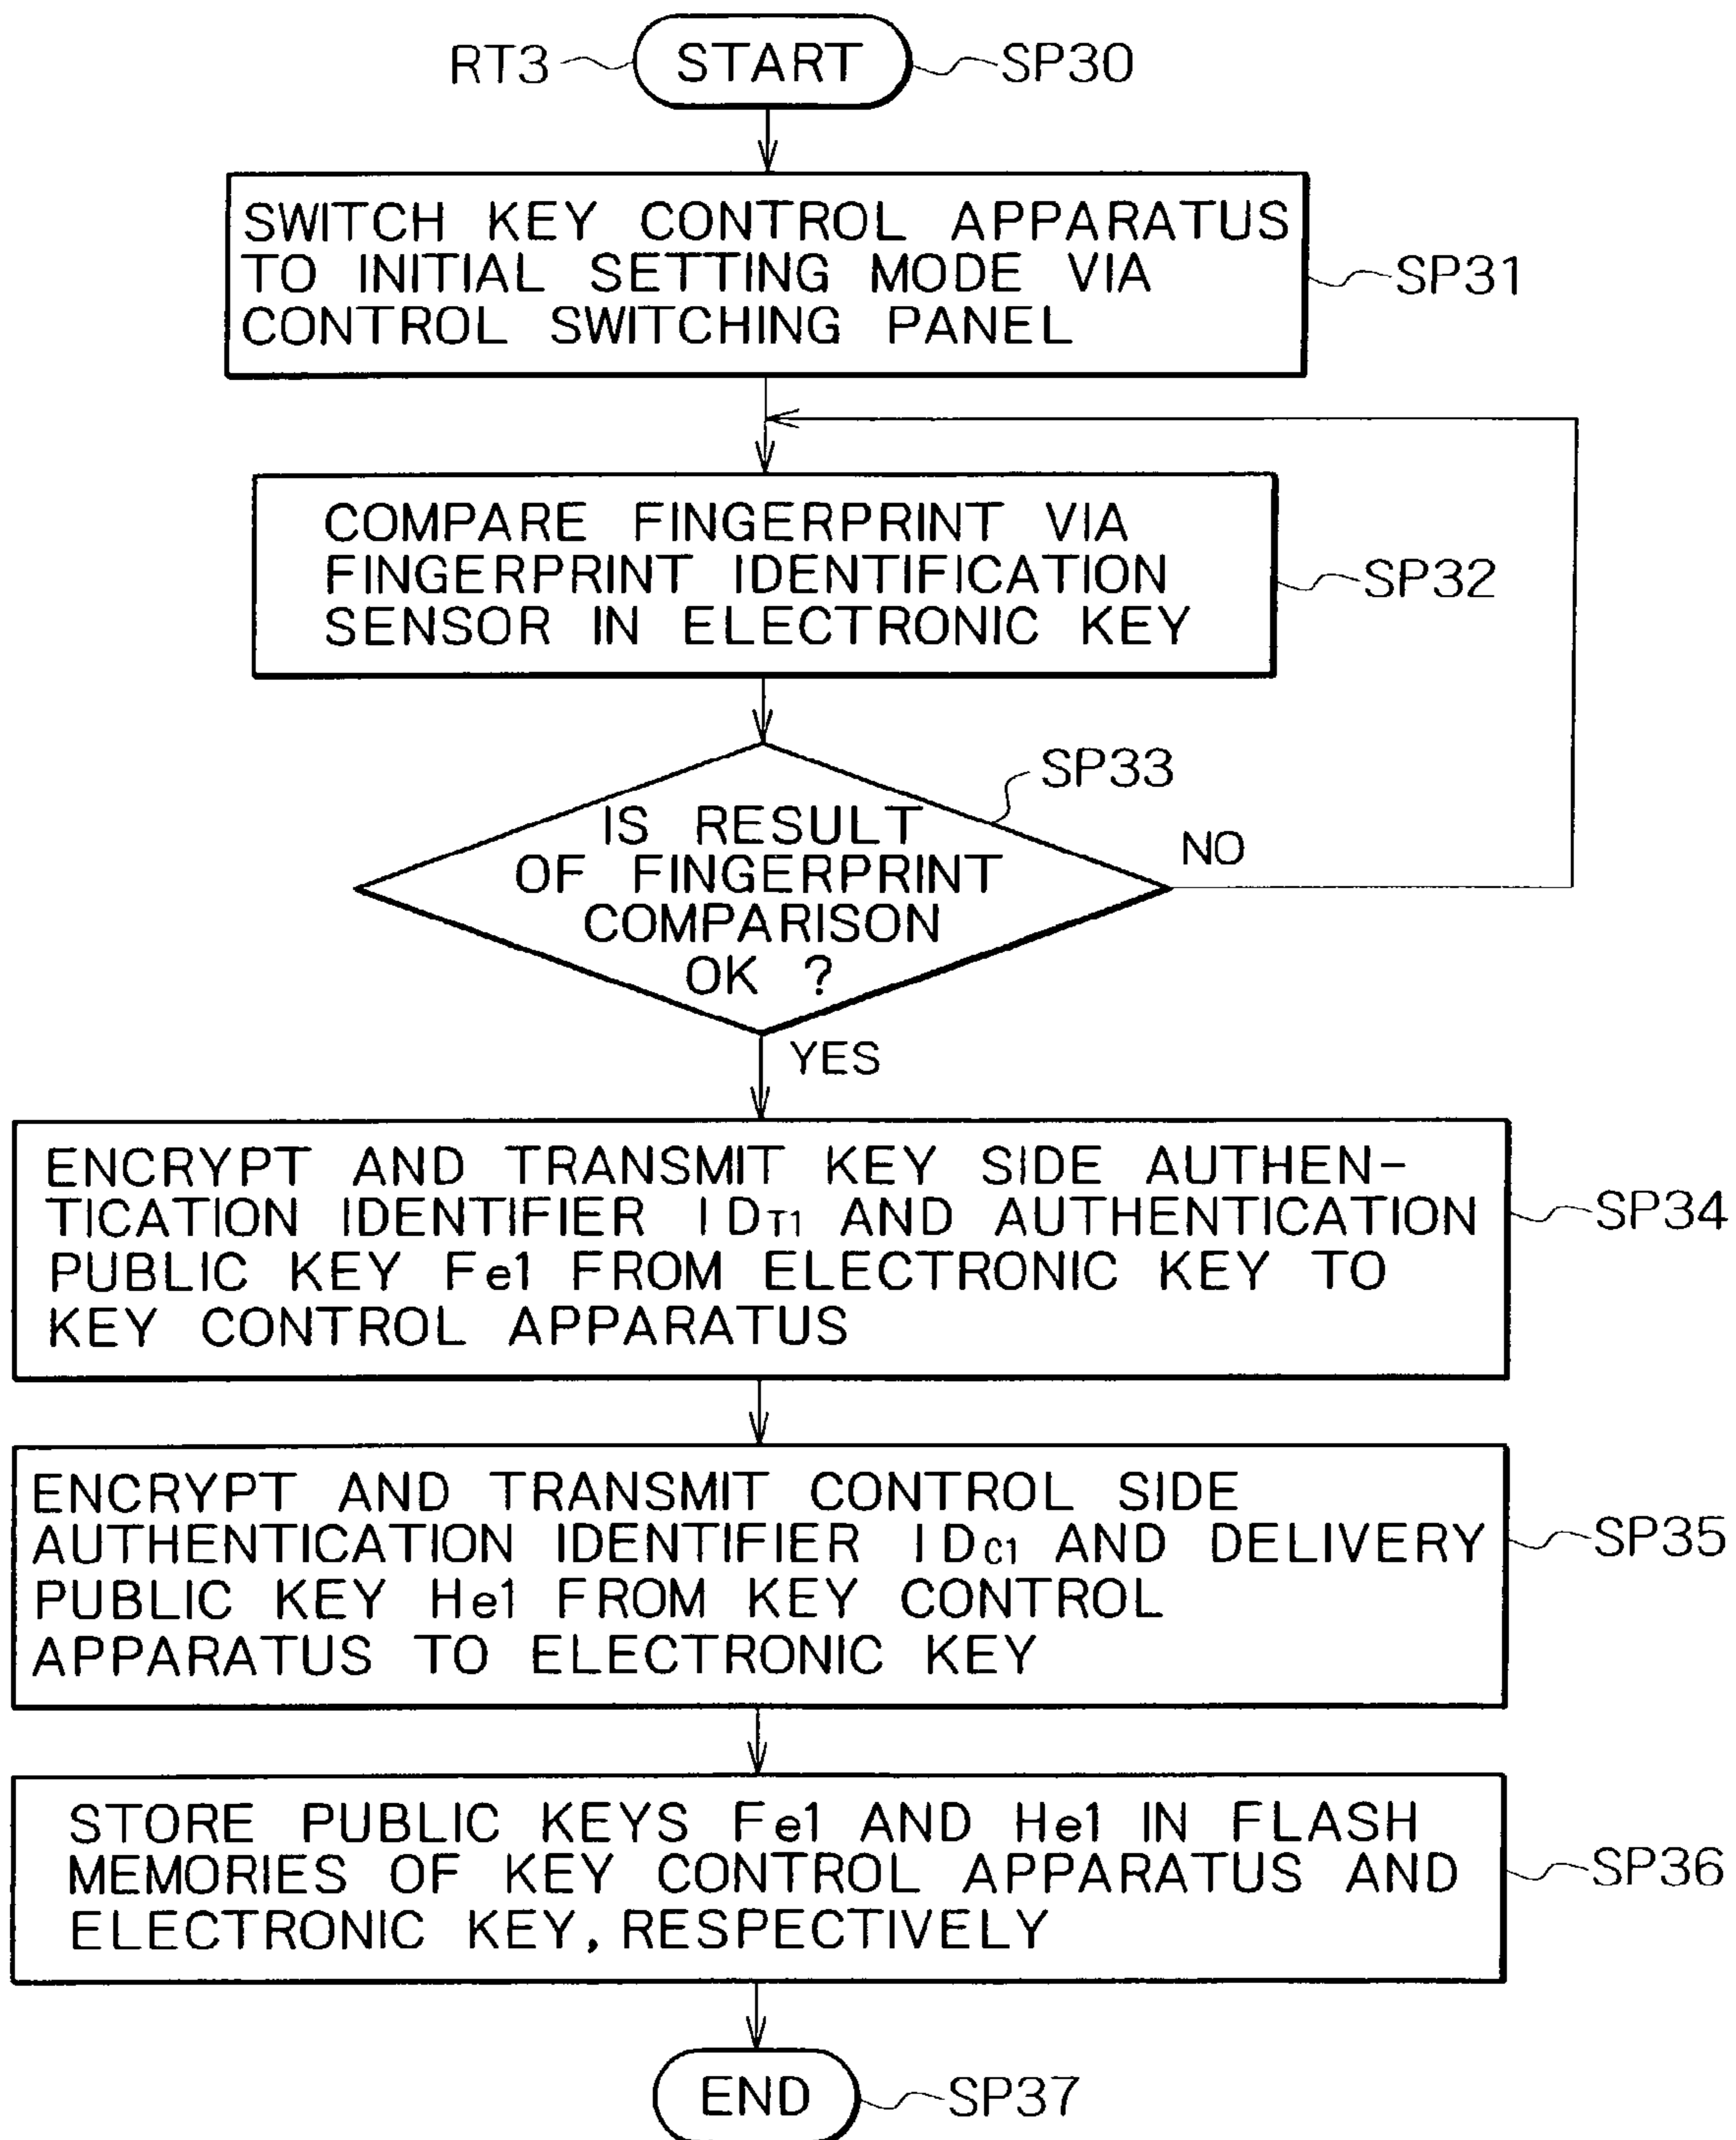 RT3
START
SP30
SWITCH KEY CONTROL APPARATUS
TO INITIAL SETTING MODE VIA
CONTROL SWITCHING PANEL
SP31
COMPARE FINGERPRINT VIA
FINGERPRINT IDENTIFICATION
SENSOR IN ELECTRONIC KEY
SP32
SP33
IS RESULT
OF FINGERPRINT
COMPARISON
OK ?
NO
YES
ENCRYPT AND TRANSMIT KEY SIDE AUTHEN-
TICATION IDENTIFIER IDT1 AND AUTHENTICATION
PUBLIC KEY Fe1 FROM ELECTRONIC KEY TO
KEY CONTROL APPARATUS
SP34
ENCRYPT AND TRANSMIT CONTROL SIDE
AUTHENTICATION IDENTIFIER IDC1 AND DELIVERY
PUBLIC KEY He1 FROM KEY CONTROL
APPARATUS TO ELECTRONIC KEY
SP35
STORE PUBLIC KEYS Fe1 AND He1 IN FLASH
MEMORIES OF KEY CONTROL APPARATUS AND
ELECTRONIC KEY, RESPECTIVELY
SP36
END
SP37